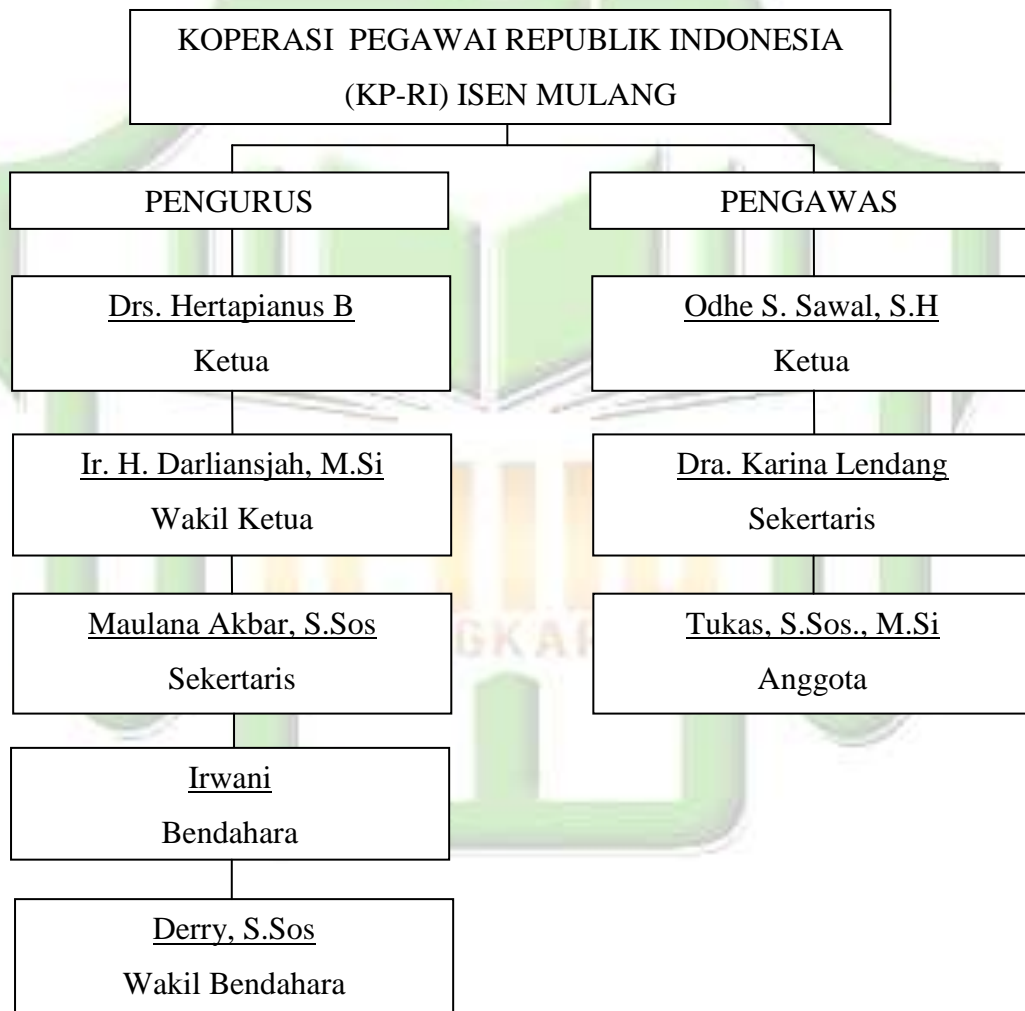 KOPERASI PEGAWAI REPUBLIK INDONESIA
(KP-RI) ISEN MULANG
PENGURUS
Drs. Hertapianus B
Ketua
Ir. H. Darliansjah, M.Si
Wakil Ketua
Maulana Akbar, S.Sos
Sekertaris
Irwani
Bendahara
Derry, S.Sos
Wakil Bendahara
PENGAWAS
Odhe S. Sawal, S.H
Ketua
Dra. Karina Lendang
Sekertaris
Tukas, S.Sos., M.Si
Anggota